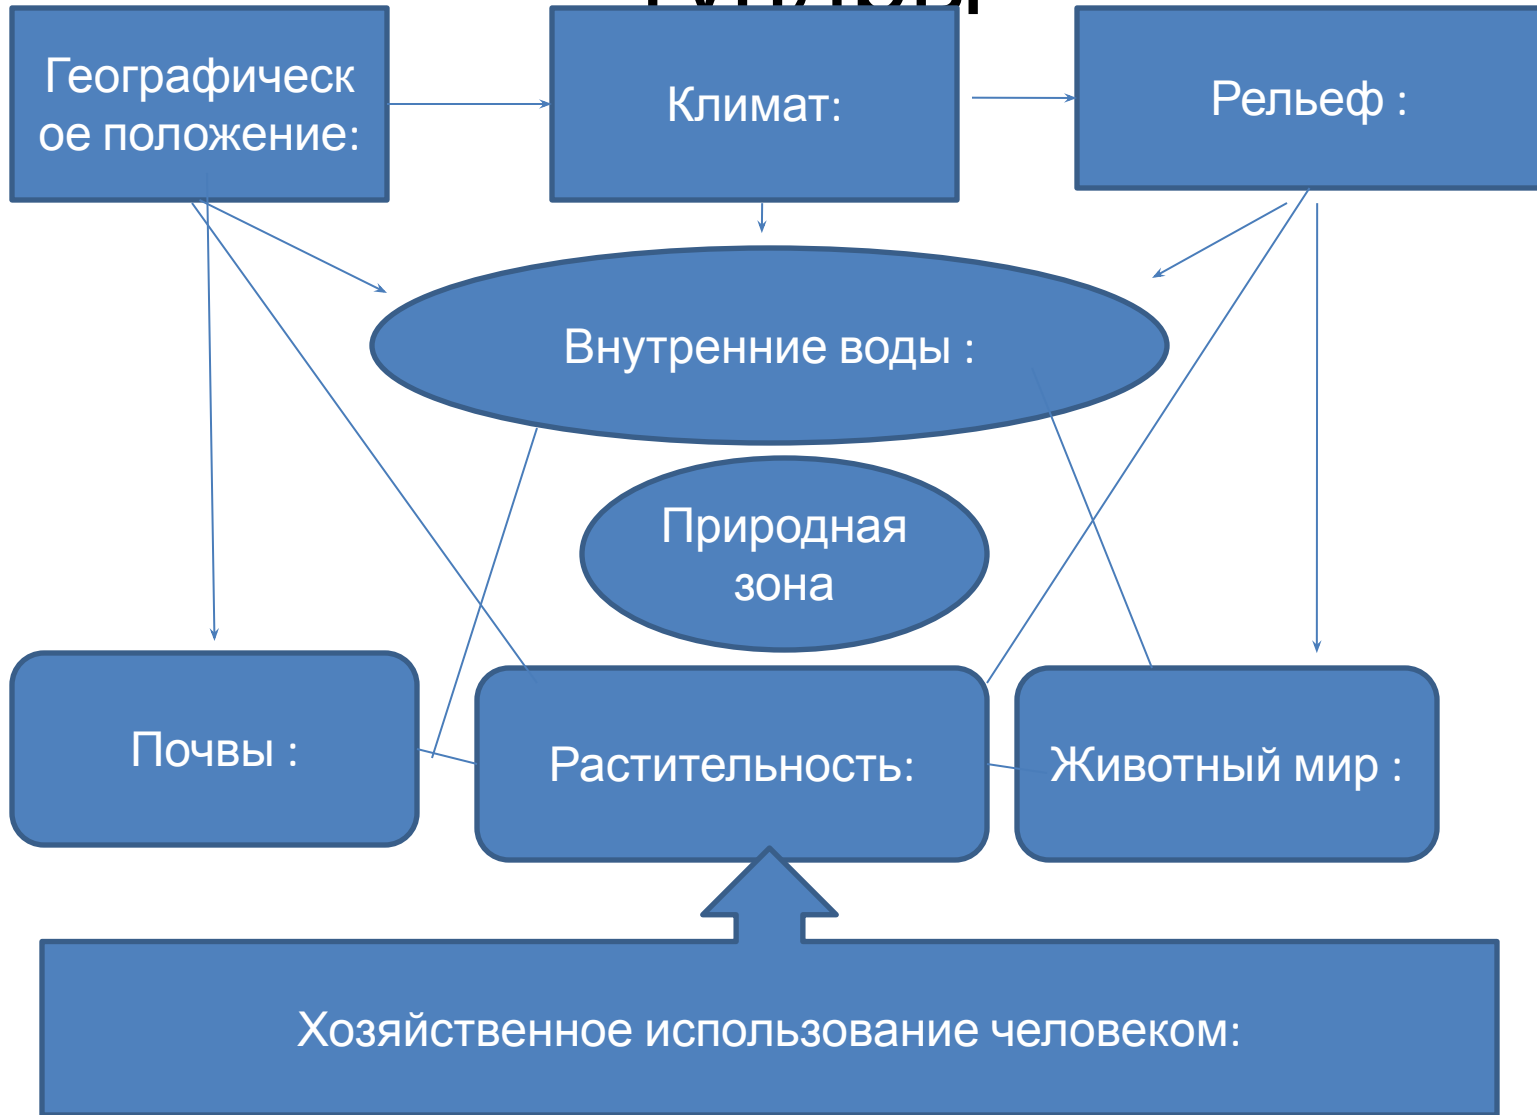 Географическ
ое положение:
Климат:
Рельеф :
Внутренние воды :
Природная
зона
Почвы :
Растительность:
Животный мир :
Хозяйственное использование человеком: